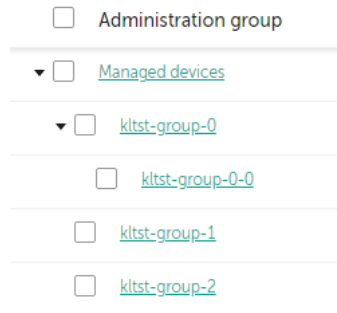 Administration group
Managed devices
kltst-group-0
kltst-group-0-0
kltst-group-1
kltst-group-2